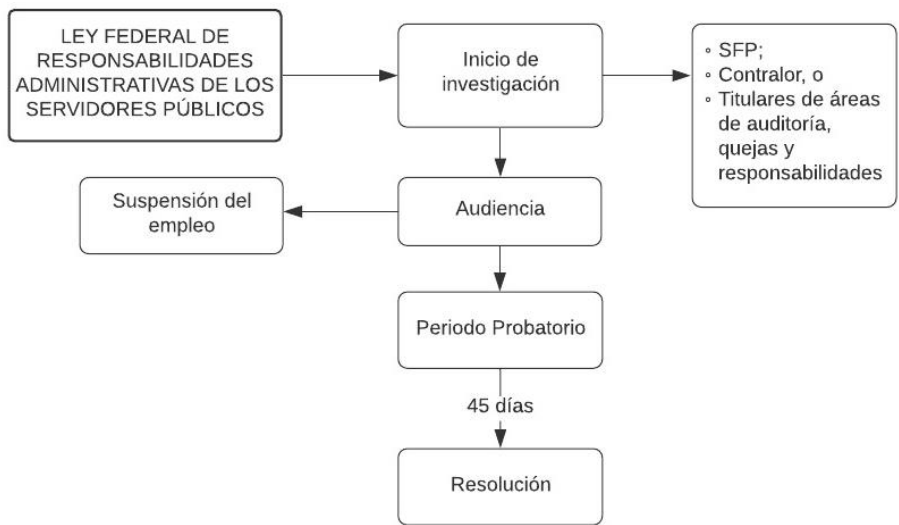 LEY FEDERAL DE
RESPONSABILIDADES
ADMINISTRATIVAS DE LOS
SERVIDORES PÚBLICOS
Inicio de
investigación
◦ SFP;
◦ Contralor, o
◦ Titulares de áreas
de auditoría,
quejas y
responsabilidades
Suspensión del
empleo
Audiencia
Periodo Probatorio
45 días
Resolución